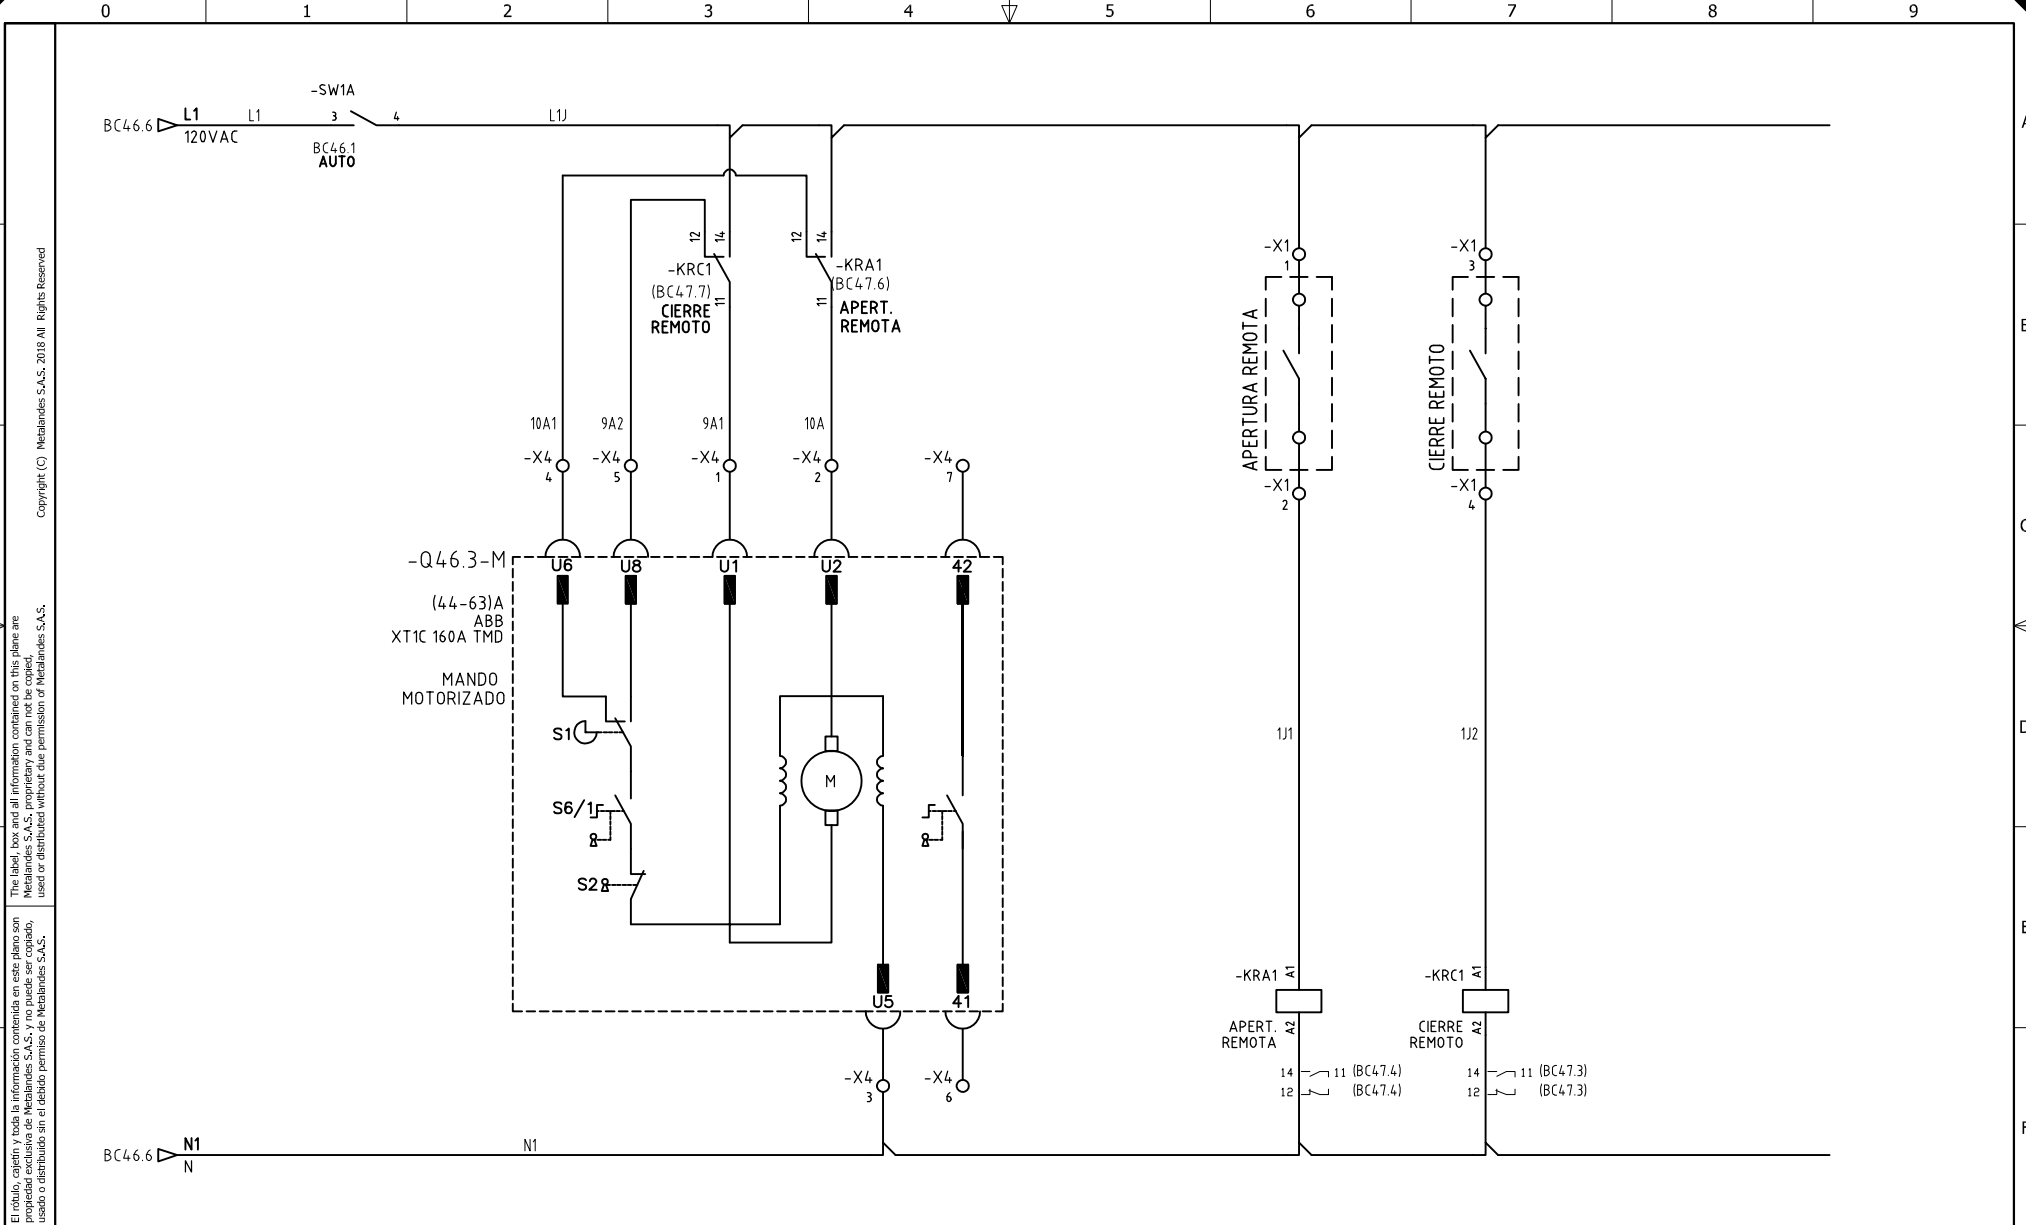 0 1 2 3 4 5 6 7 8 9
-SW1A
BC46.6 L1 L1 3 4 L1J
120VAC
BC46.1
AUTO
A
12 14 12 14
-KRC1 -KRA1
(BC47.7) (BC47.6)
11 11
CIERRE APERT.
REMOTO REMOTA
-X1 -X1
1 3
APERTURA REMOTA
CIERRE REMOTO
10A1 9A2 9A1 10A
-X4 -X4 -X4 -X4 -X4
4 5 1 2 7
-X1 -X1
2 4
-Q46.3-M
U6 U8 U1 U2 42
(44-63)A
ABB
XT1C 160A TMD
MANDO
MOTORIZADO
S1
M
S6/1
S2
1J1 1J2
U5 41
-X4 -X4
3 6
-KRA1 A1 -KRC1 A1
APERT. A2 CIERRE A2
REMOTA REMOTO
14 11 (BC47.4) 14 11 (BC47.3)
12 (BC47.4) 12 (BC47.3)
BC46.6 N1 N1
N
Copyright (C) Metalandes S.A.S. 2018 All Rights Reserved
The label, box and all information contained on this plane are
Metalandes S.A.S. proprietary and can not be copied,
used or distributed without due permission of Metalandes S.A.S.
El rótulo, cajetín y toda la información contenida en este plano son
propiedad exclusiva de Metalandes S.A.S. y no puede ser copiado,
usado o distribuido sin el debido permiso de Metalandes S.A.S.